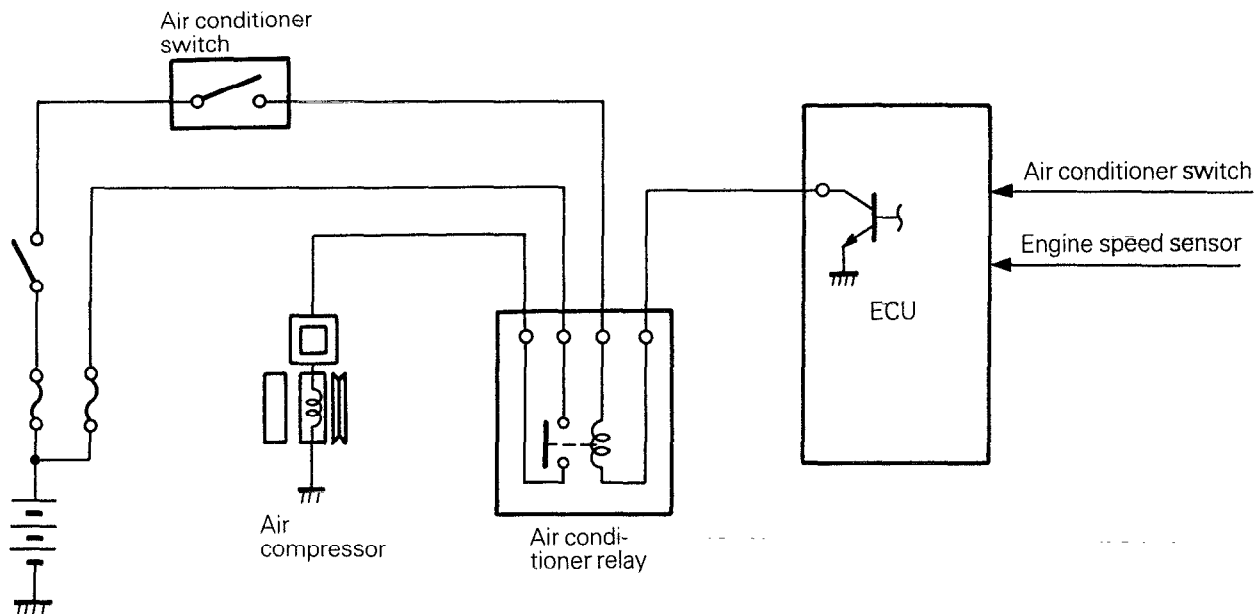 Air conditioner
switch
Air conditioner switch
Engine speed sensor
ECU
Air
compressor
Air condi-
tioner relay